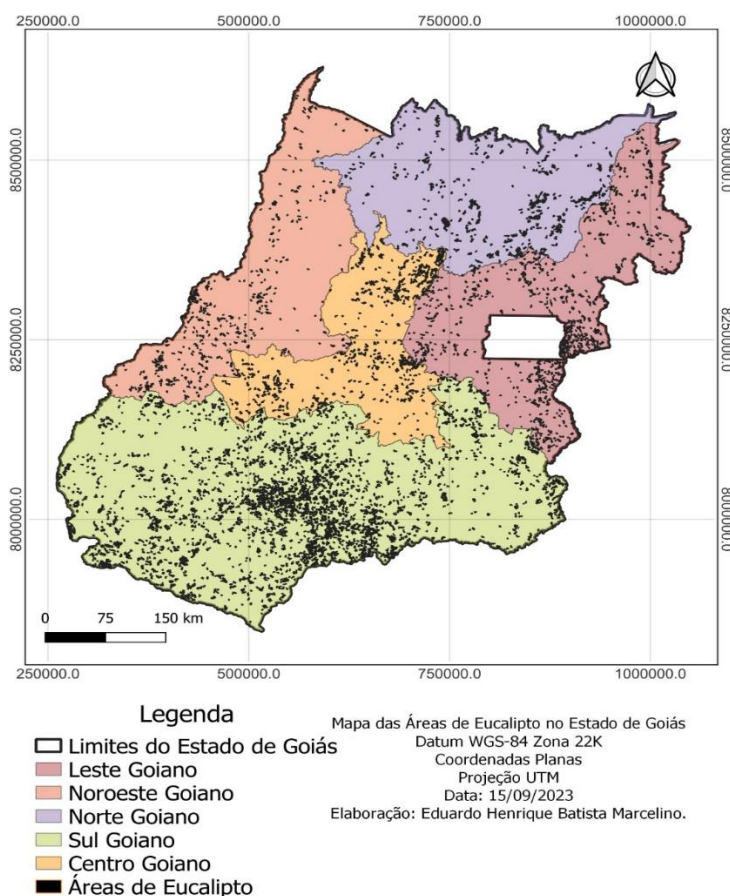 250000.0 500000.0 750000.0 1000000.0
8500000.0
8250000.0
8000000.0
8500000.0
8250000.0
8000000.0
0 75 150 km
250000.0 500000.0 750000.0 1000000.0
Legenda
Limites do Estado de Goiás
Leste Goiano
Noroeste Goiano
Norte Goiano
Sul Goiano
Centro Goiano
Áreas de Eucalipto
Mapa das Áreas de Eucalipto no Estado de Goiás
Datum WGS-84 Zona 22K
Coordenadas Planas
Projeção UTM
Data: 15/09/2023
Elaboração: Eduardo Henrique Batista Marcelino.